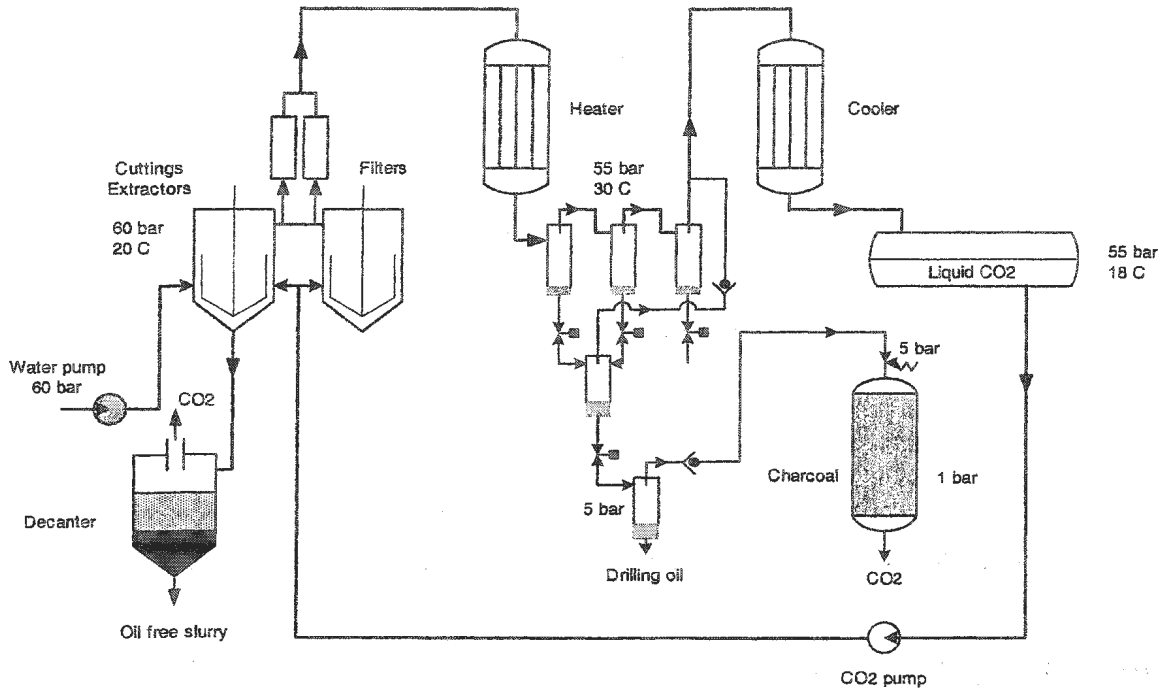 Heater
Cooler
Cuttings
Extractors
Filters
55 bar
30 C
60 bar
20 C
Liquid CO2
55 bar
18 C
Water pump
60 bar
CO2
5 bar
Decanter
5 bar
Charcoal
1 bar
Drilling oil
CO2
Oil free slurry
CO2 pump